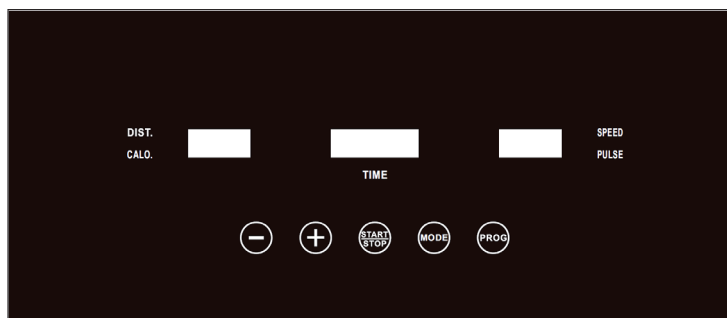 DIST.
SPEED
CALO.
PULSE
TIME
START
STOP
MODE
PROG